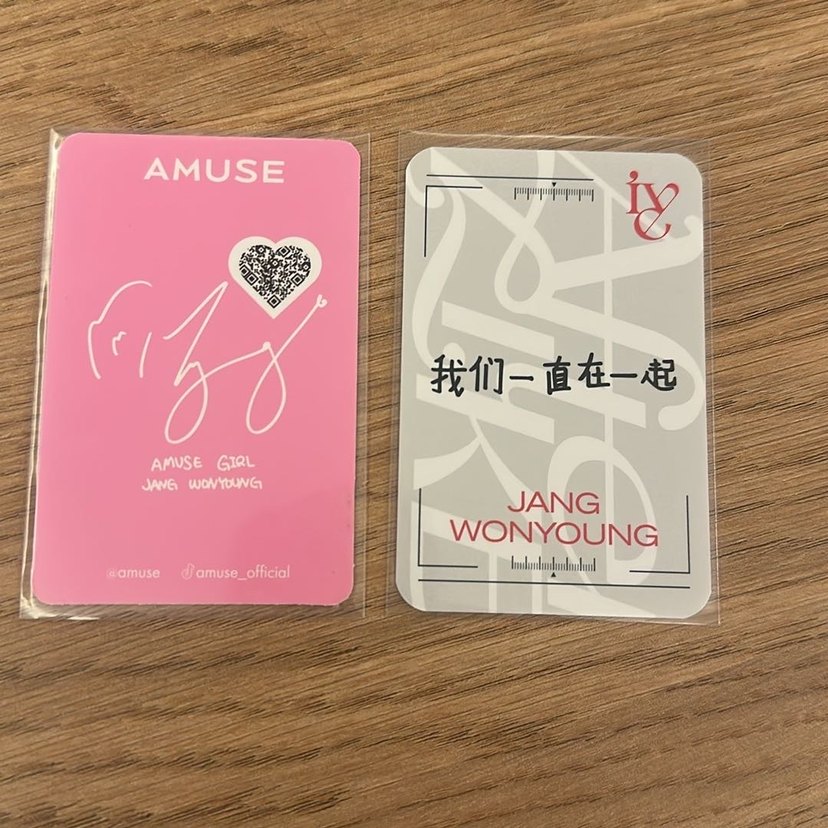 AMUSE
AMUSE GIRL
JANG WONYOUNG
@amuse
amuse_official
ive
我们一直在一起
JANG
WONYOUNG